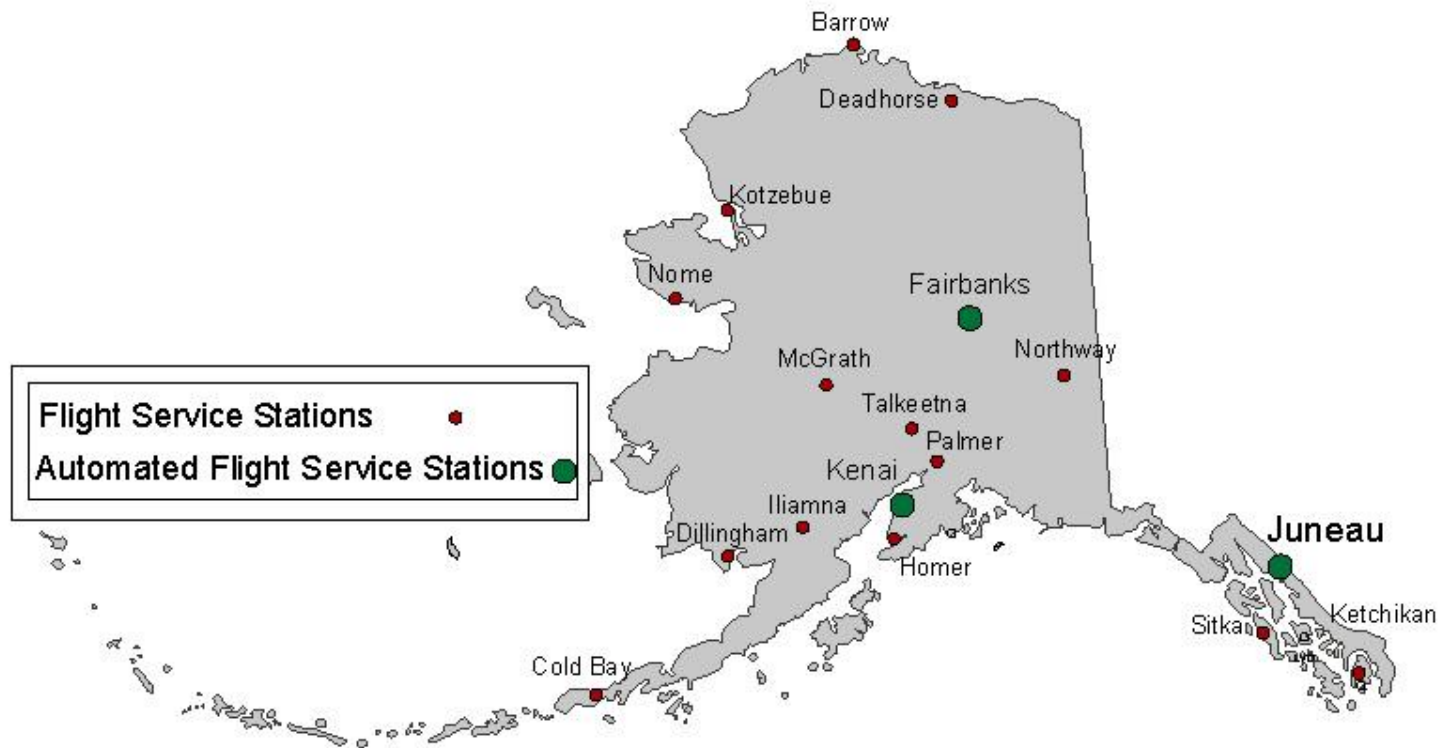 Barrow
Deadhorse
Kotzebue
Nome
Fairbanks
McGrath
Northway
Talkeetna
Palmer
Kenai
Iliamna
Dillingham
Homer
Juneau
Ketchikan
Sitka
Cold Bay
Flight Service Stations
Automated Flight Service Stations